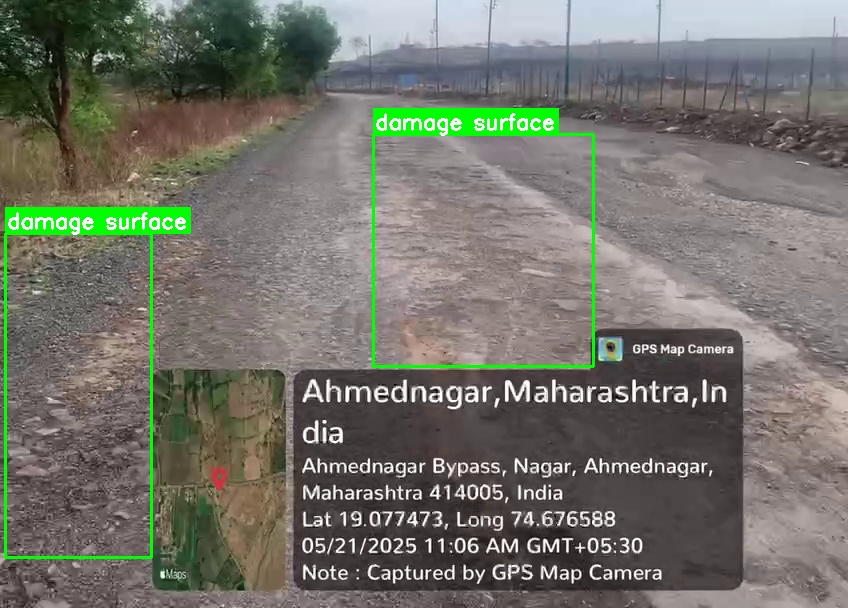 damage surface
damage surface
GPS Map Camera
Ahmednagar,Maharashtra,In
dia
Ahmednagar Bypass, Nagar, Ahmednagar,
Maharashtra 414005, India
Lat 19.077473, Long 74.676588
05/21/2025 11:06 AM GMT+05:30
Note : Captured by GPS Map Camera
Maps